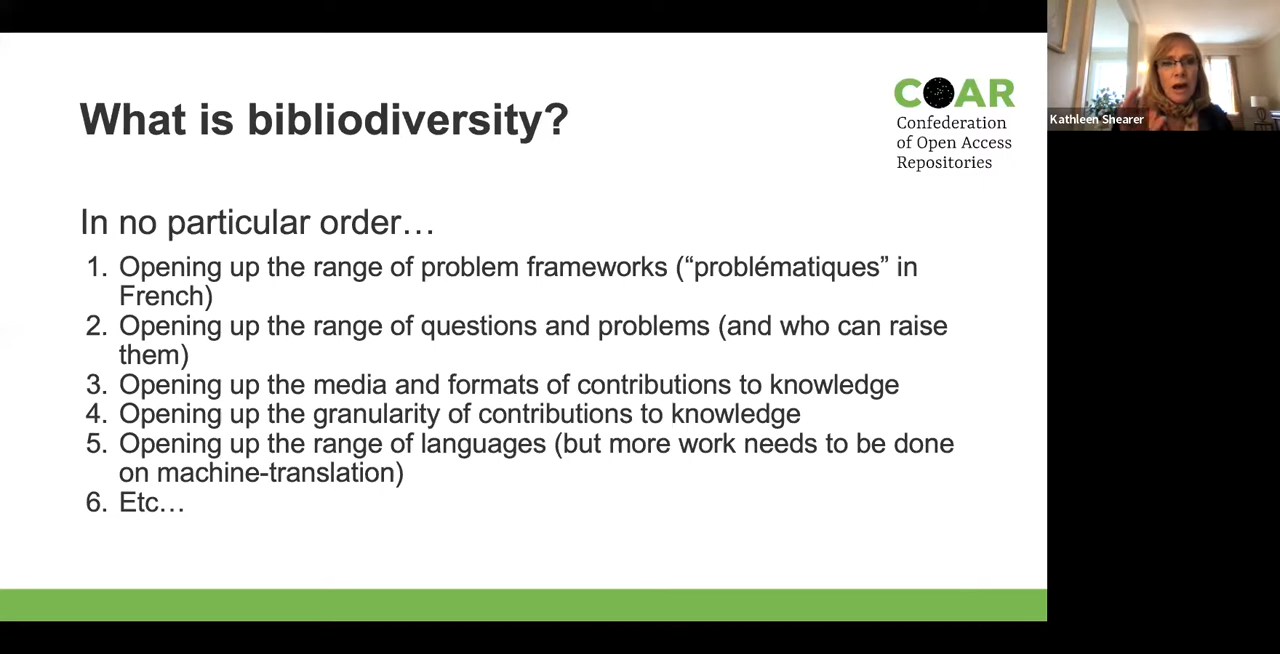 What is bibliodiversity?
COAR
Confederation
of Open Access
Repositories
Kathleen Shearer
In no particular order…
1. Opening up the range of problem frameworks (“problématiques” in
French)
2. Opening up the range of questions and problems (and who can raise
them)
3. Opening up the media and formats of contributions to knowledge
4. Opening up the granularity of contributions to knowledge
5. Opening up the range of languages (but more work needs to be done
on machine-translation)
6. Etc…